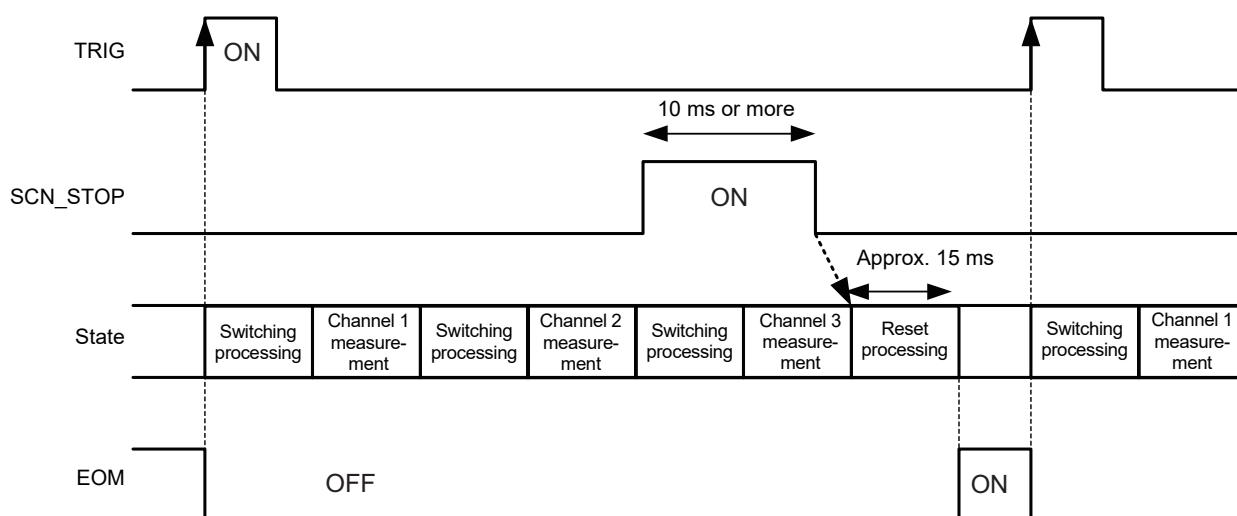 TRIG
ON
10 ms or more
SCN_STOP
ON
Approx. 15 ms
State
Switching
processing
Channel 1
measure-
ment
Switching
processing
Channel 2
measure-
ment
Switching
processing
Channel 3
measure-
ment
Reset
processing
Switching
processing
Channel 1
measure-
ment
EOM
OFF
ON